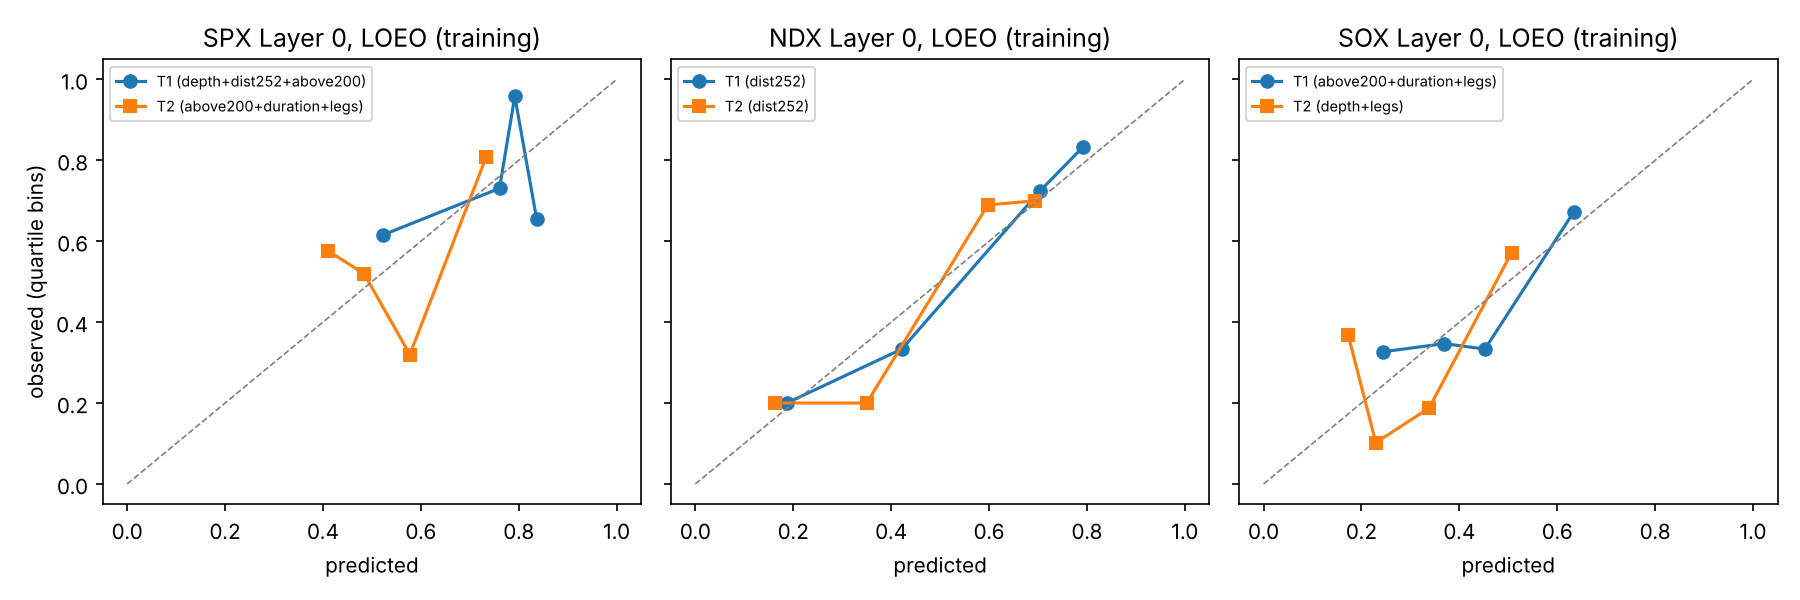 SPX Layer 0, LOEO (training)
T1 (depth+dist252+above200)
T2 (above200+duration+legs)
observed (quartile bins)
1.0
0.8
0.6
0.4
0.2
0.0
0.0 0.2 0.4 0.6 0.8 1.0
predicted
NDX Layer 0, LOEO (training)
T1 (dist252)
T2 (dist252)
0.0 0.2 0.4 0.6 0.8 1.0
predicted
SOX Layer 0, LOEO (training)
T1 (above200+duration+legs)
T2 (depth+legs)
0.0 0.2 0.4 0.6 0.8 1.0
predicted